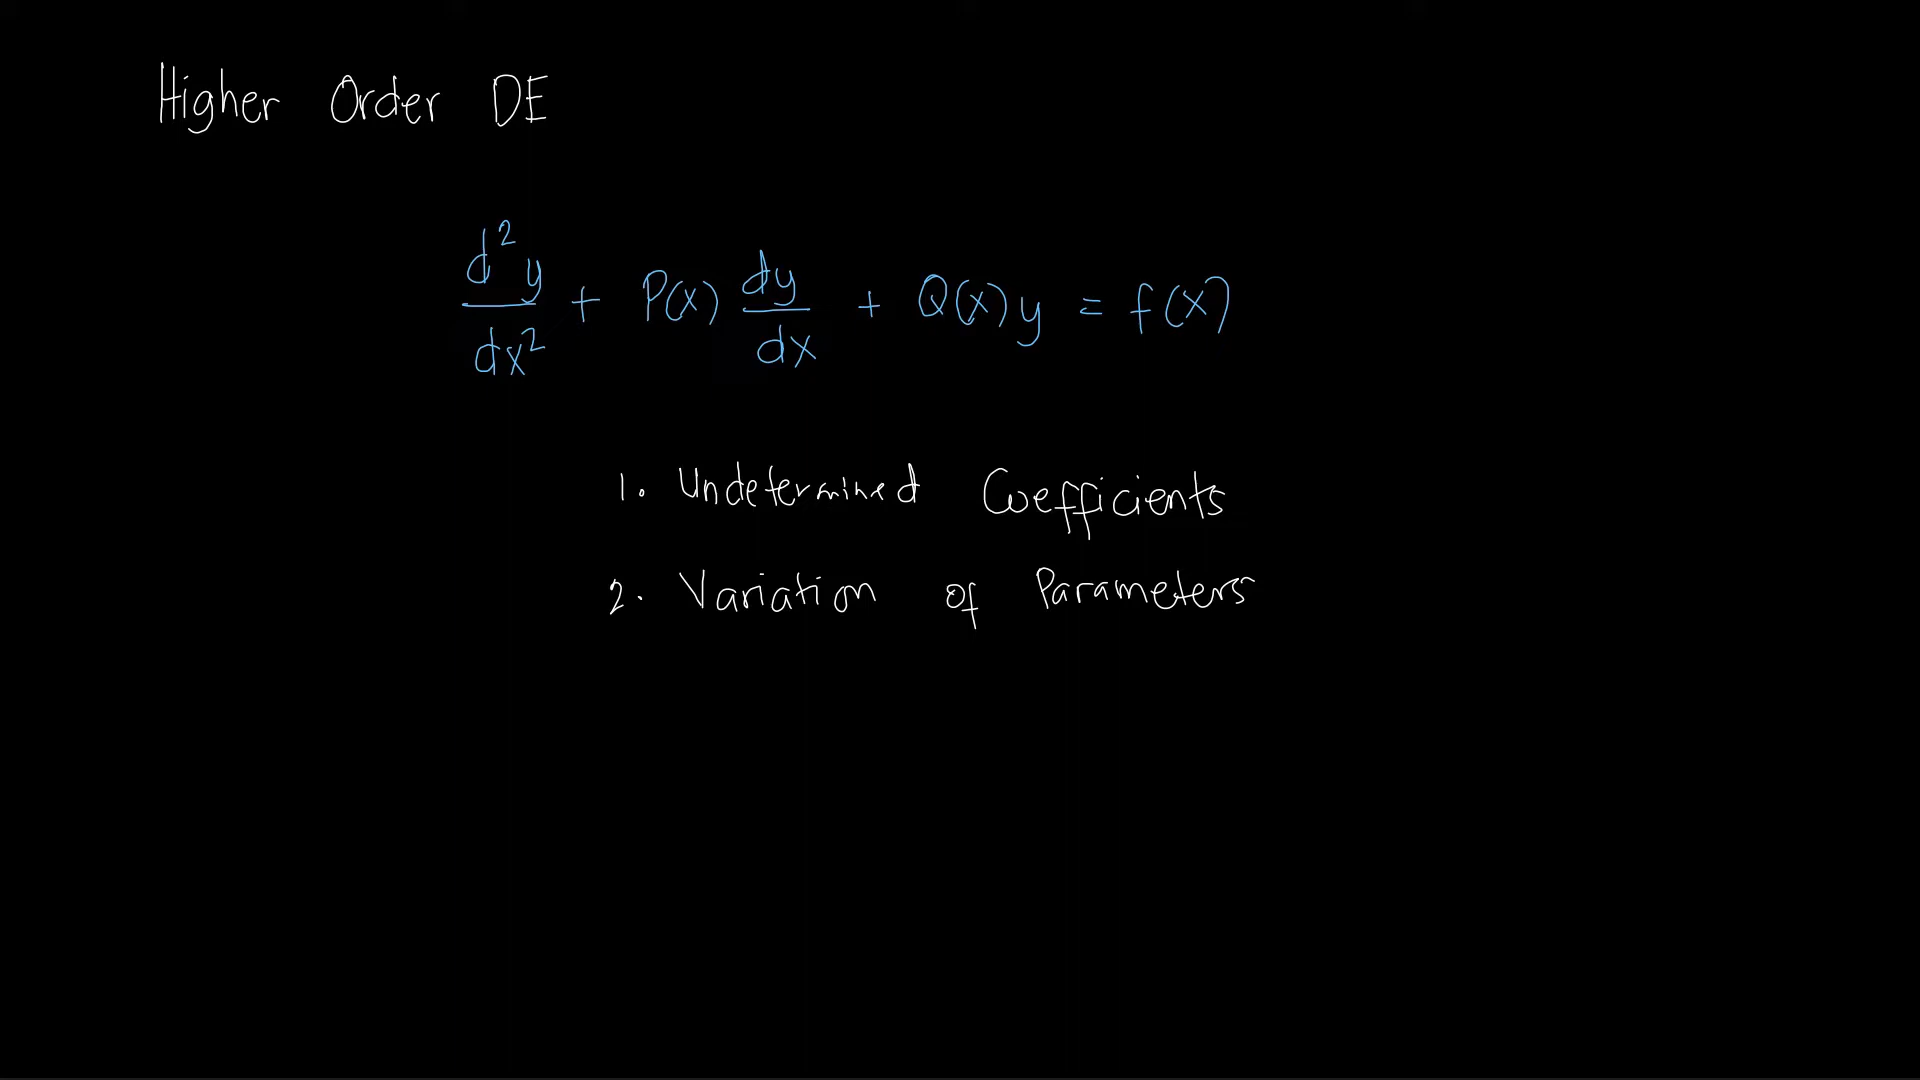 Higher Order DE
d²y/dx² + P(x) dy/dx + Q(x)y = f(x)
1. Undetermined Coefficients
2. Variation of Parameters